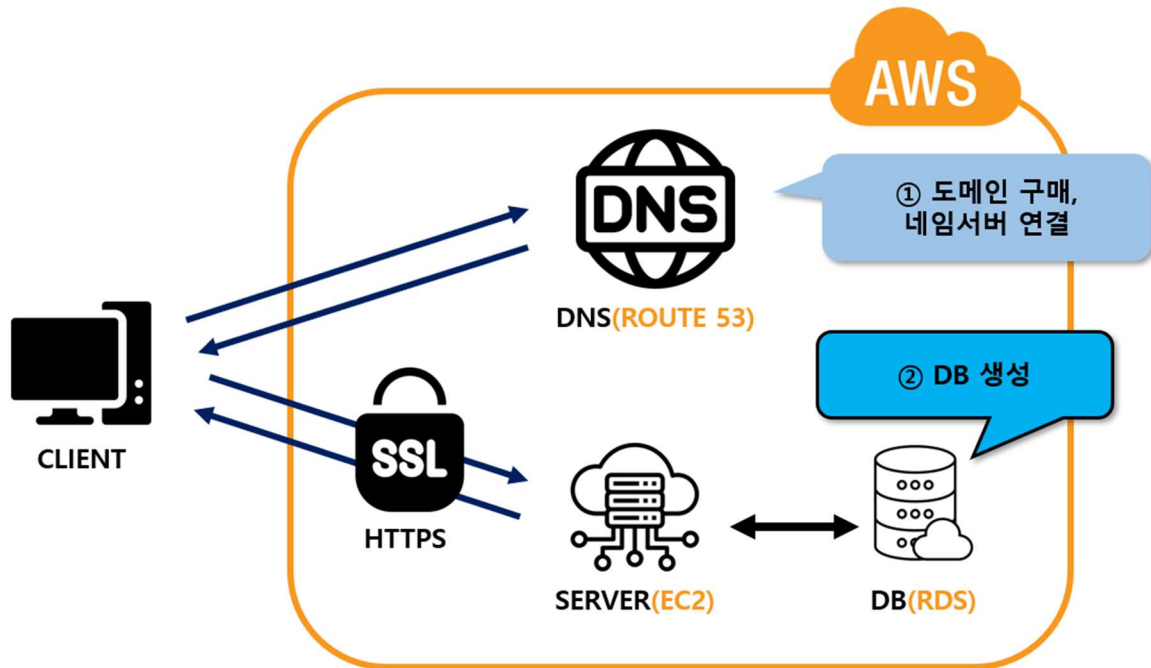 AWS
DNS
① 도메인 구매,
네임서버 연결
DNS(ROUTE 53)
② DB 생성
CLIENT
SSL
HTTPS
SERVER(EC2)
DB(RDS)